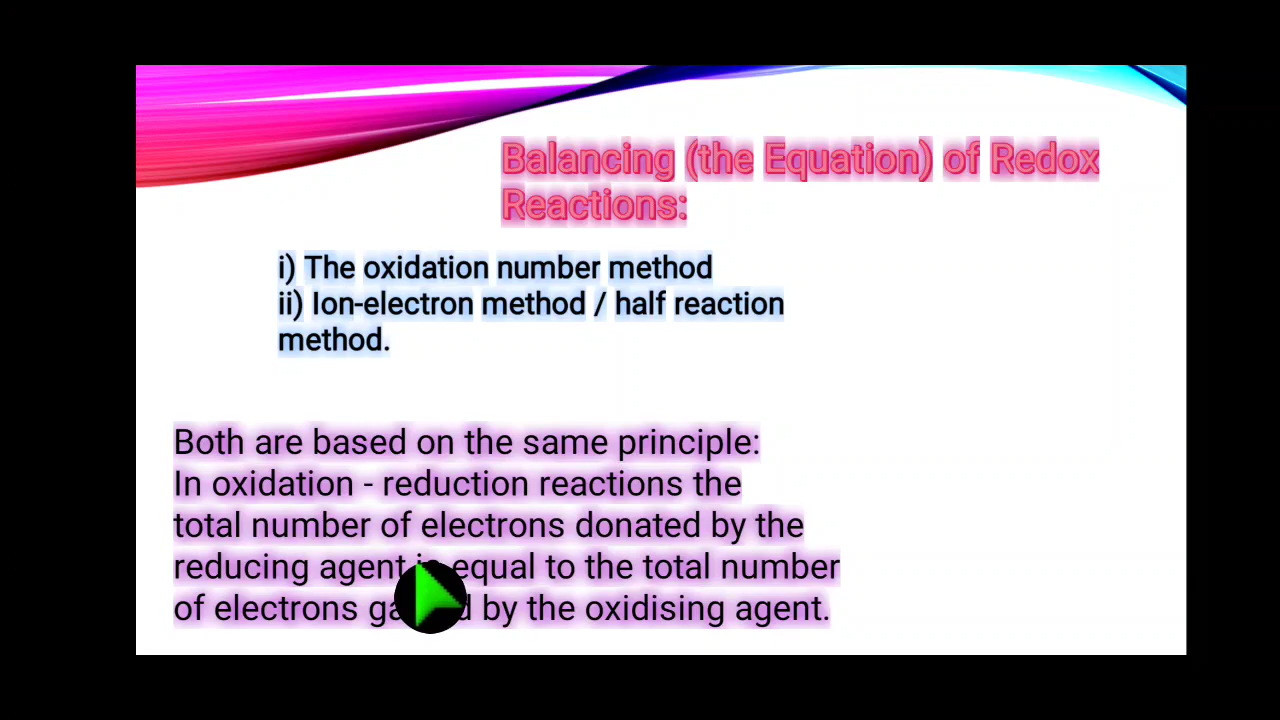 Balancing (the Equation) of Redox
Reactions:
i) The oxidation number method
ii) Ion-electron method / half reaction
method.
Both are based on the same principle:
In oxidation - reduction reactions the
total number of electrons donated by the
reducing agent is equal to the total number
of electrons by the oxidising agent.